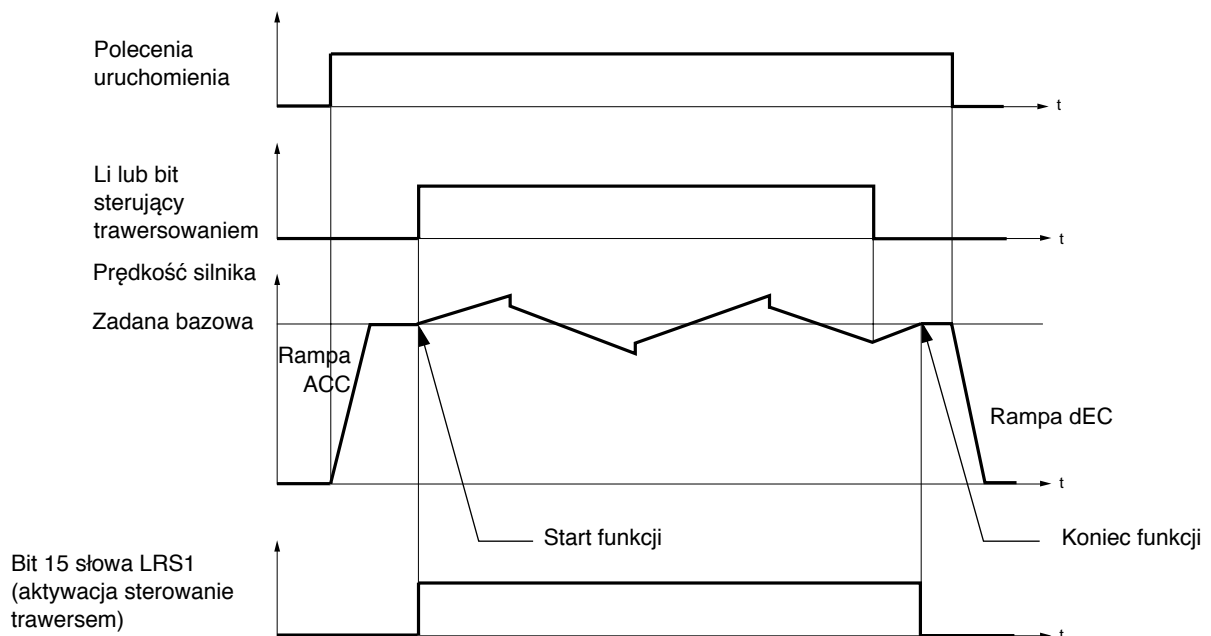 Polecenia
uruchomienia
t
Li lub bit
sterujący
trawersowaniem
t
Prędkość silnika
Zadana bazowa
Rampa
ACC
Rampa dEC
t
Start funkcji
Koniec funkcji
Bit 15 słowa LRS1
(aktywacja sterowanie
trawersem)
t